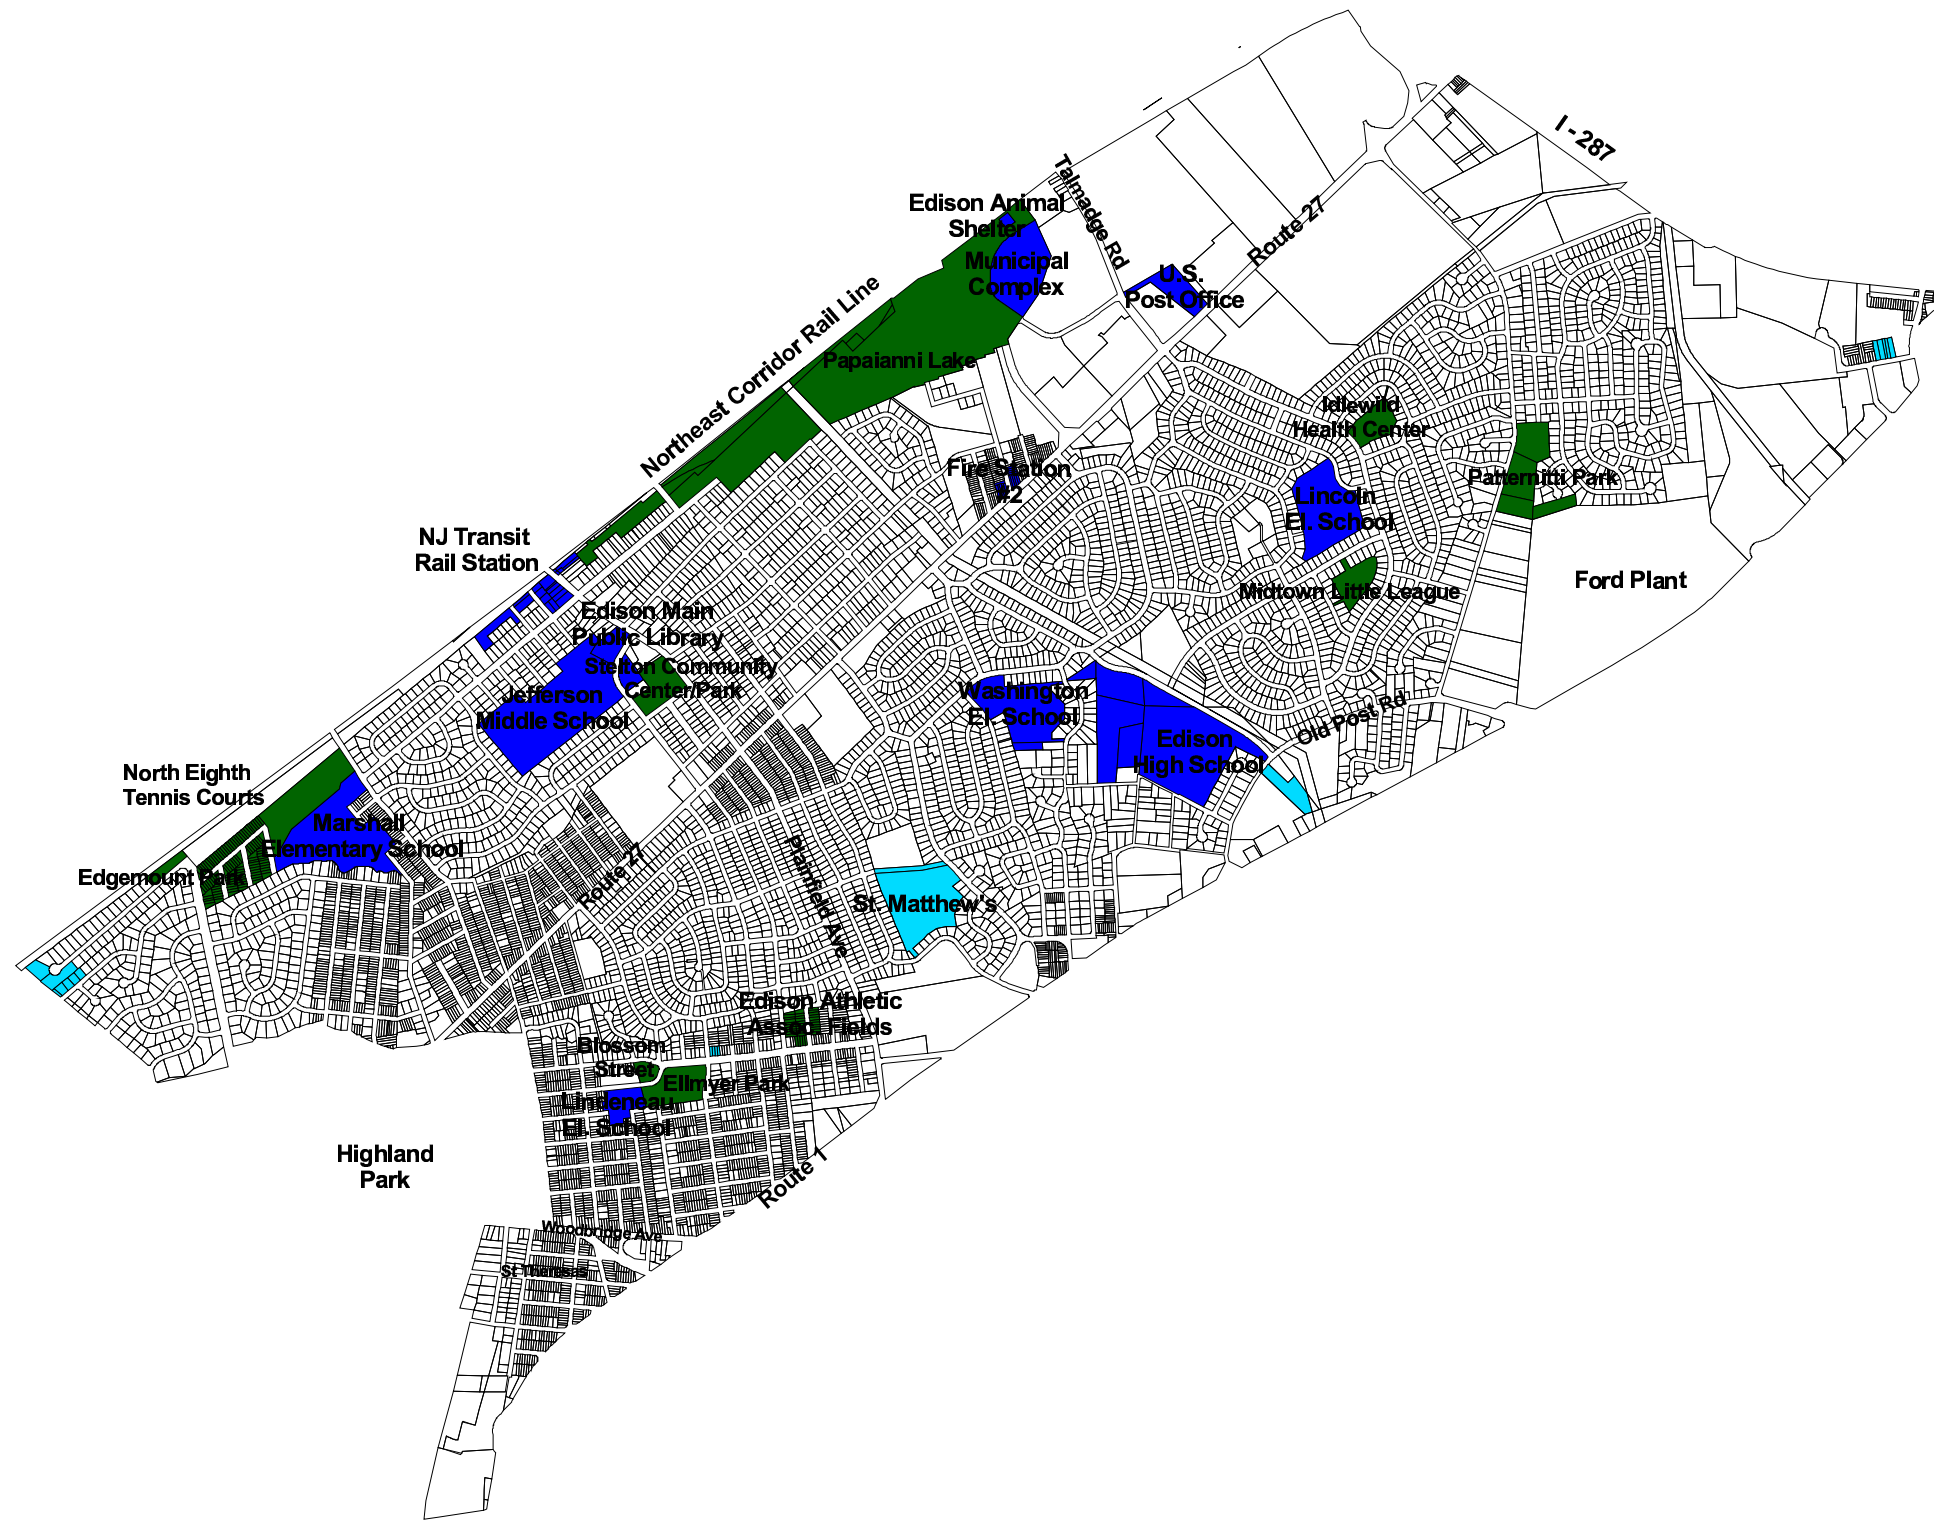 I - 287
Talmadge Rd
Edison Animal
Shelter
Route 27
Municipal
Complex
U.S.
Post Office
Northeast Corridor Rail Line
Papaianni Lake
Idlewild
Health Center
Fire Station
#2
Patternitti Park
Lincoln
El. School
NJ Transit
Rail Station
Ford Plant
Midtown Little League
Edison Main
Public Library
Stelton Community
Center/Park
Jefferson
Middle School
Washington
El. School
Old Post Rd
Edison
High School
North Eighth
Tennis Courts
Marshall
Elementary School
Edgemount Park
Route 27
Plainfield Ave
St. Matthew's
Edison Athletic
Assoc. Fields
Blossom
Street
Ellmyer Park
Lindeneau
El. School
Highland
Park
Route 1
Woodbridge Ave
St Theresas